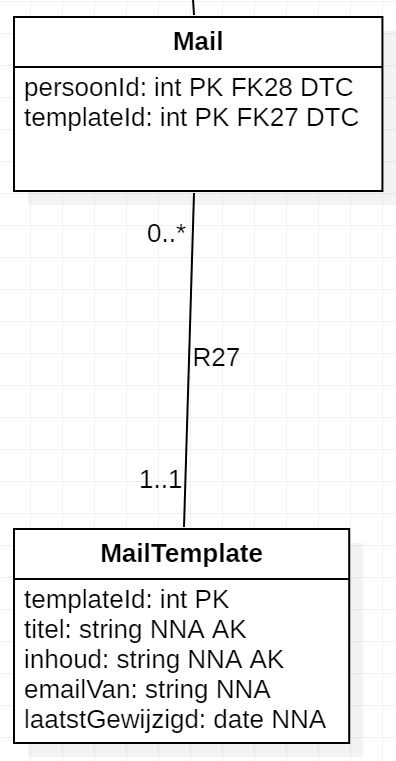 Mail
persoonId: int PK FK28 DTC
templateId: int PK FK27 DTC
0..*
R27
1..1
MailTemplate
templateId: int PK
titel: string NNA AK
inhoud: string NNA AK
emailVan: string NNA
laatstGewijzigd: date NNA